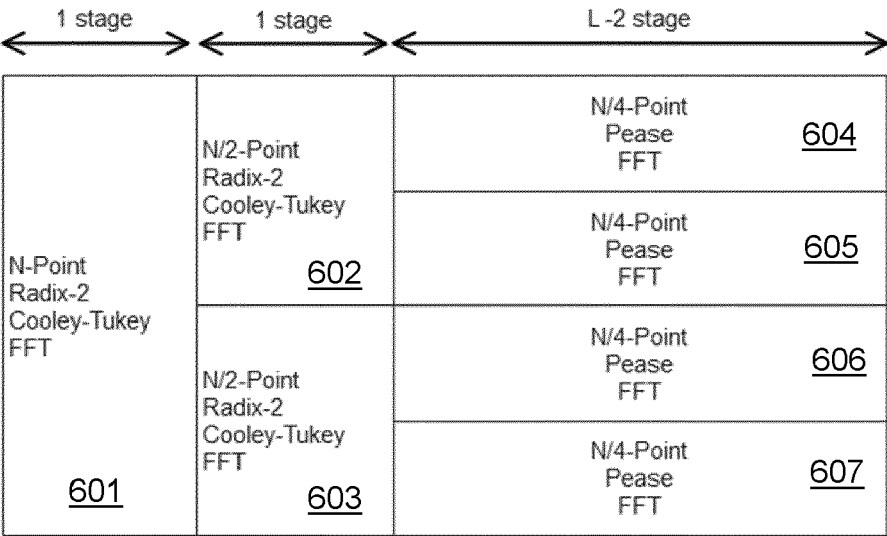 1 stage
1 stage
L-2 stage
N-Point
Radix-2
Cooley-Tukey
FFT
601
N/2-Point
Radix-2
Cooley-Tukey
FFT
602
N/2-Point
Radix-2
Cooley-Tukey
FFT
603
N/4-Point
Pease
FFT
604
N/4-Point
Pease
FFT
605
N/4-Point
Pease
FFT
606
N/4-Point
Pease
FFT
607